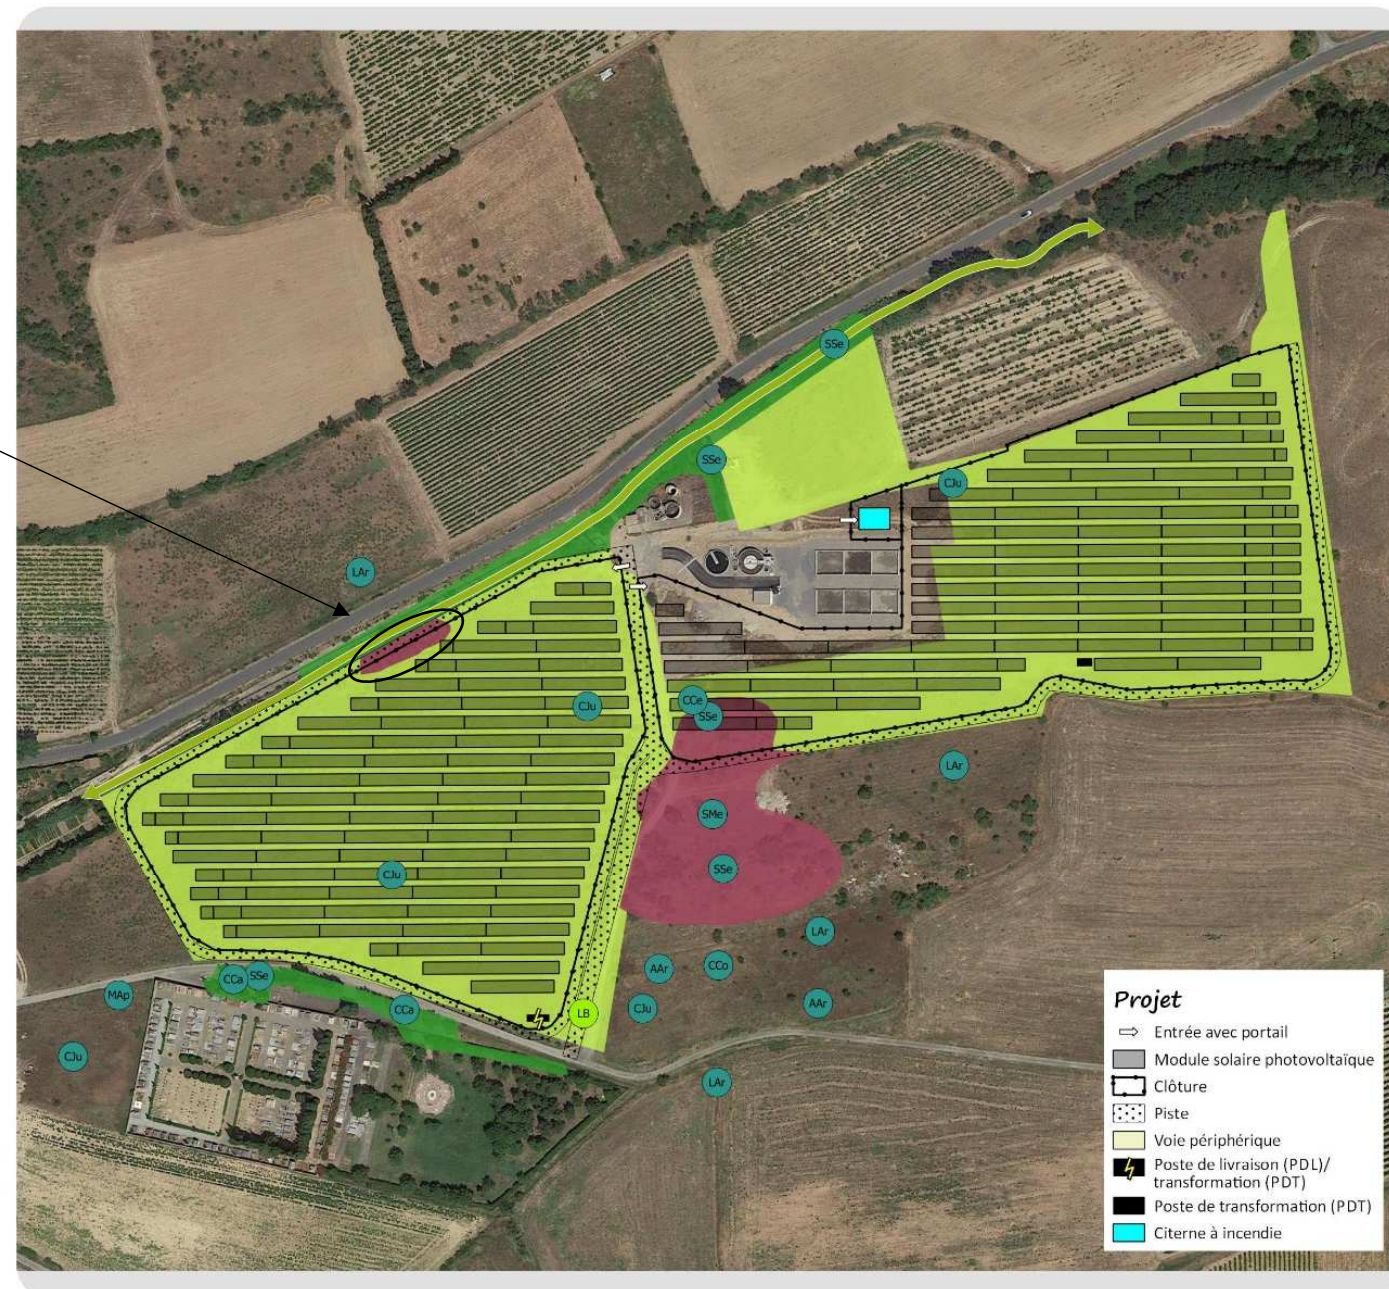 SSe
SSe
CJu
LAr
CCe
CJu
SSe
LAr
SMe
SSe
CJu
LAr
AAr
CCo
CCa
SSe
MAp
CCa
CJu
AAr
LB
CJu
LAr
Projet
Entrée avec portail
Module solaire photovoltaïque
Clôture
Piste
Voie périphérique
Poste de livraison (PDL)/
transformation (PDT)
Poste de transformation (PDT)
Citerne à incendie